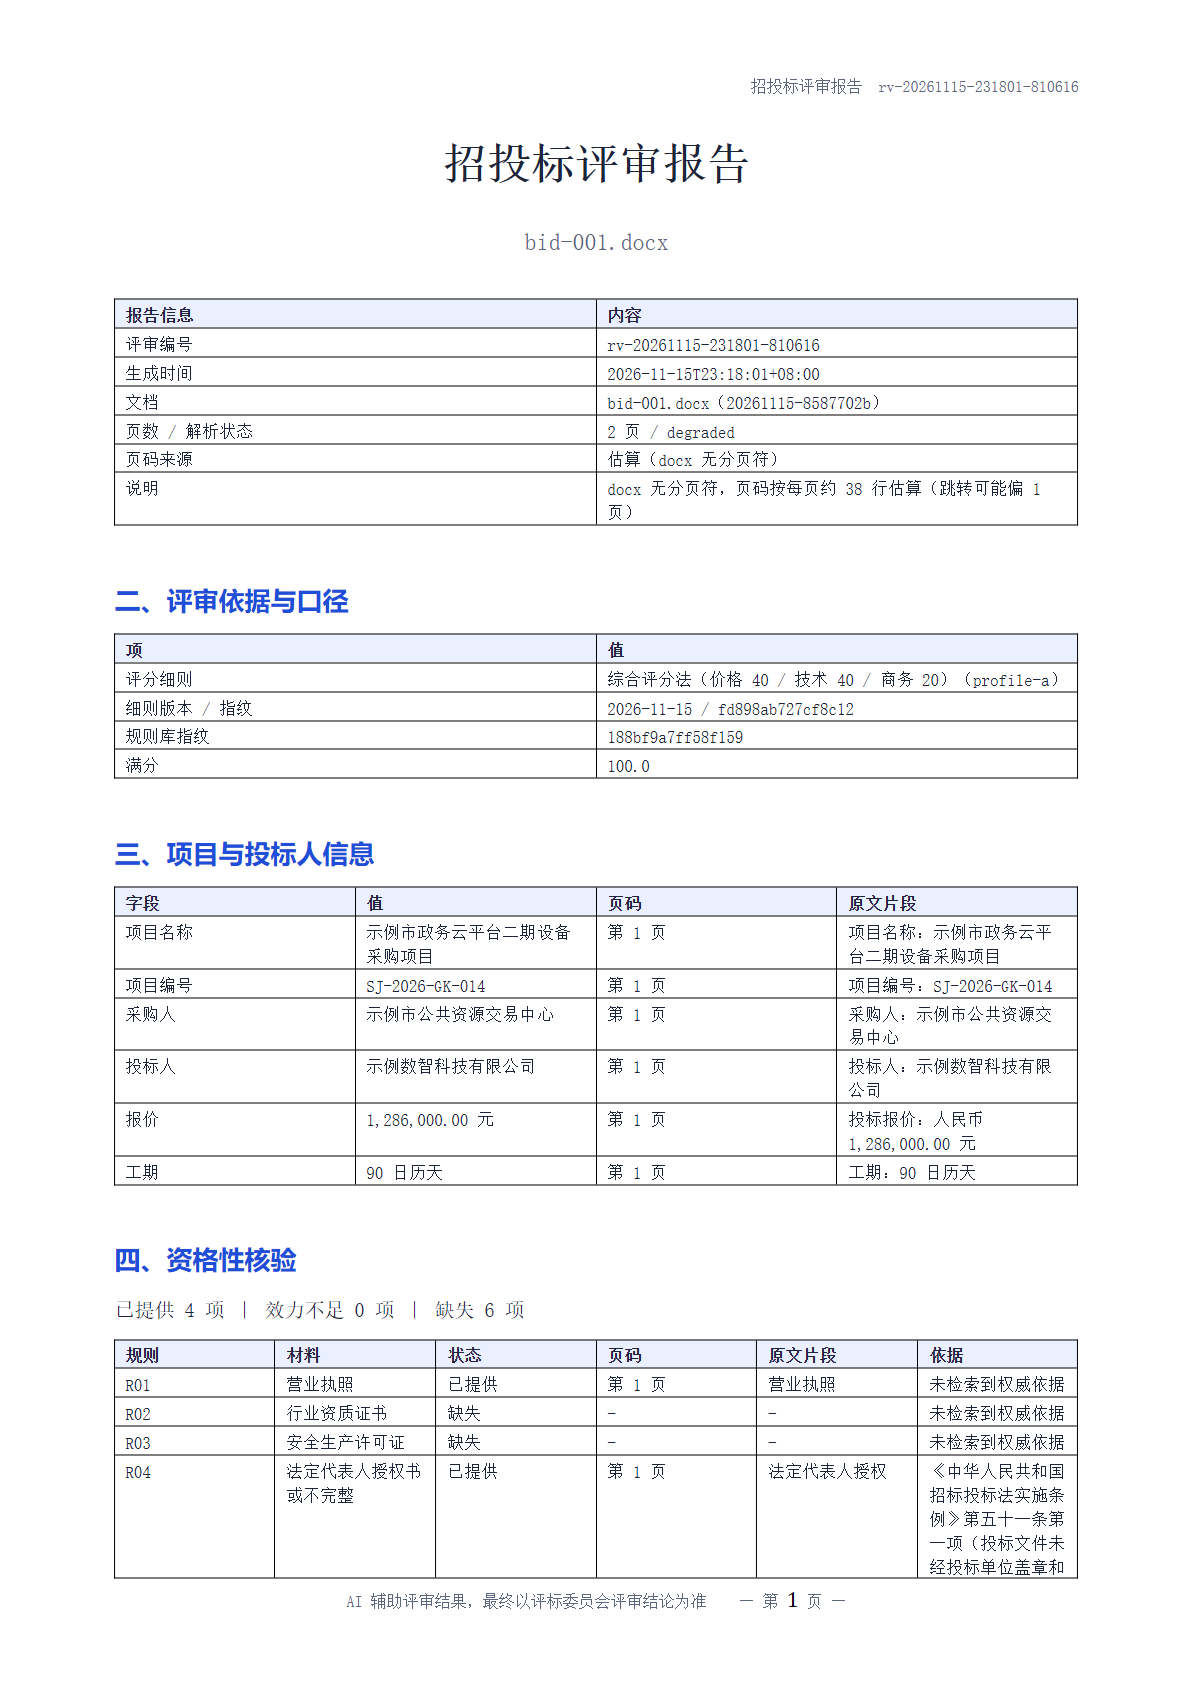 招投标评审报告 rv-20261115-231801-810616
招投标评审报告
bid-001.docx
报告信息 内容
评审编号 rv-20261115-231801-810616
生成时间 2026-11-15T23:18:01+08:00
文档 bid-001.docx（20261115-8587702b）
页数 / 解析状态 2 页 / degraded
页码来源 估算（docx 无分页符）
说明 docx 无分页符，页码按每页约 38 行估算（跳转可能偏 1
页）
二、评审依据与口径
项 值
评分细则 综合评分法（价格 40 / 技术 40 / 商务 20）（profile-a）
细则版本 / 指纹 2026-11-15 / fd898ab727cf8c12
规则库指纹 188bf9a7ff58f159
满分 100.0
三、项目与投标人信息
字段 值 页码 原文片段
项目名称 示例市政务云平台二期设备 第 1 页 项目名称：示例市政务云平
采购项目 台二期设备采购项目
项目编号 SJ-2026-GK-014 第 1 页 项目编号：SJ-2026-GK-014
采购人 示例市公共资源交易中心 第 1 页 采购人：示例市公共资源交
易中心
投标人 示例数智科技有限公司 第 1 页 投标人：示例数智科技有限
公司
报价 1,286,000.00 元 第 1 页 投标报价：人民币
1,286,000.00 元
工期 90 日历天 第 1 页 工期：90 日历天
四、资格性核验
已提供 4 项 | 效力不足 0 项 | 缺失 6 项
规则 材料 状态 页码 原文片段 依据
R01 营业执照 已提供 第 1 页 营业执照 未检索到权威依据
R02 行业资质证书 缺失 - - 未检索到权威依据
R03 安全生产许可证 缺失 - - 未检索到权威依据
R04 法定代表人授权书 已提供 第 1 页 法定代表人授权 《中华人民共和国
或不完整 招标投标法实施条
例》第五十一条第
一项（投标文件未
经投标单位盖章和
AI 辅助评审结果，最终以评标委员会评审结论为准 — 第 1 页 —